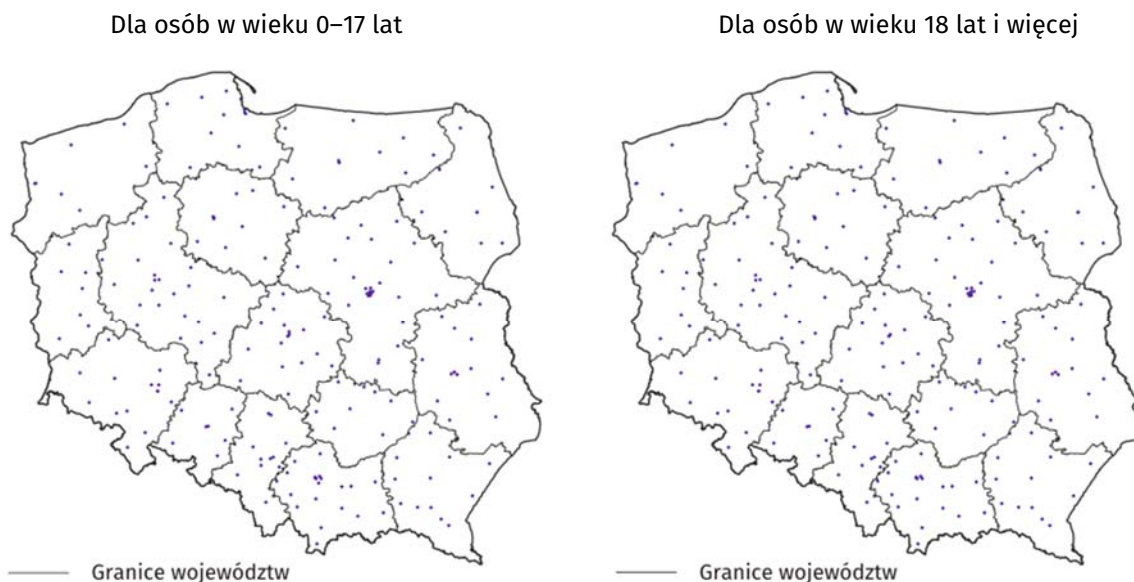 Dla osób w wieku 0–17 lat
Dla osób w wieku 18 lat i więcej
Granice województw
Granice województw